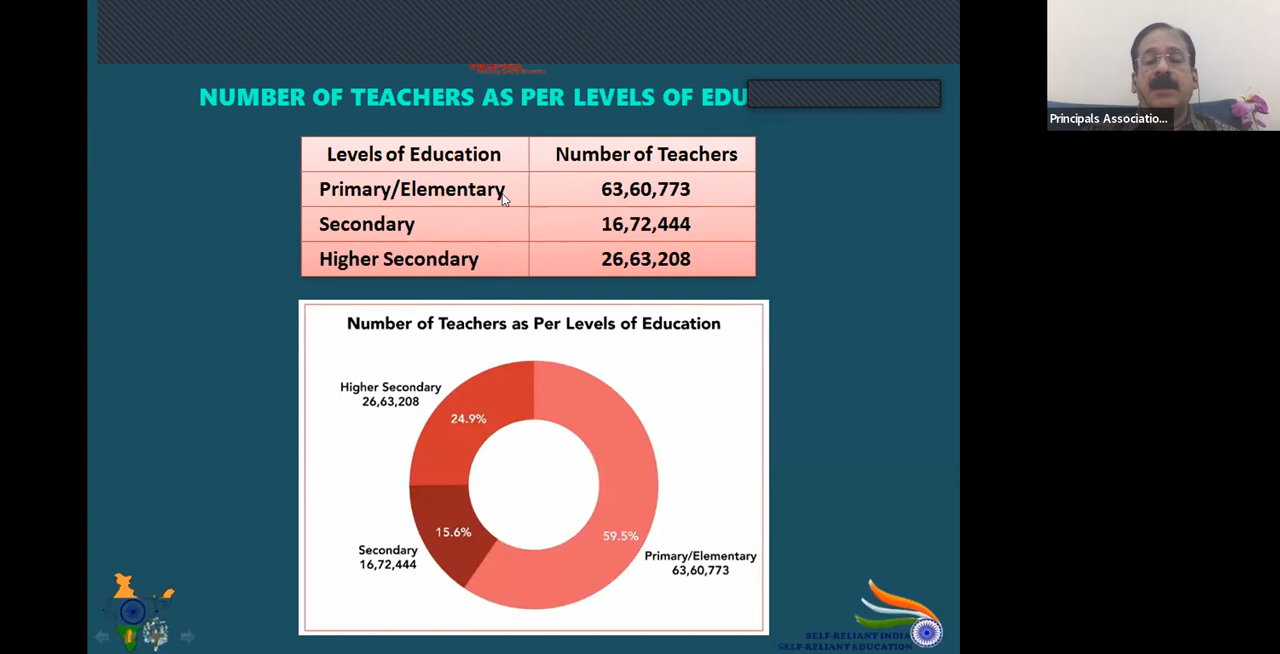 NUMBER OF TEACHERS AS PER LEVELS OF EDU
Principals Associatio...
Levels of Education Number of Teachers
Primary/Elementary 63,60,773
Secondary 16,72,444
Higher Secondary 26,63,208
Number of Teachers as Per Levels of Education
Higher Secondary
26,63,208
24.9%
15.6%
59.5%
Secondary
16,72,444
Primary/Elementary
63,60,773
SELF-RELIANT INDIA
SELF-RELIANT EDUCATION